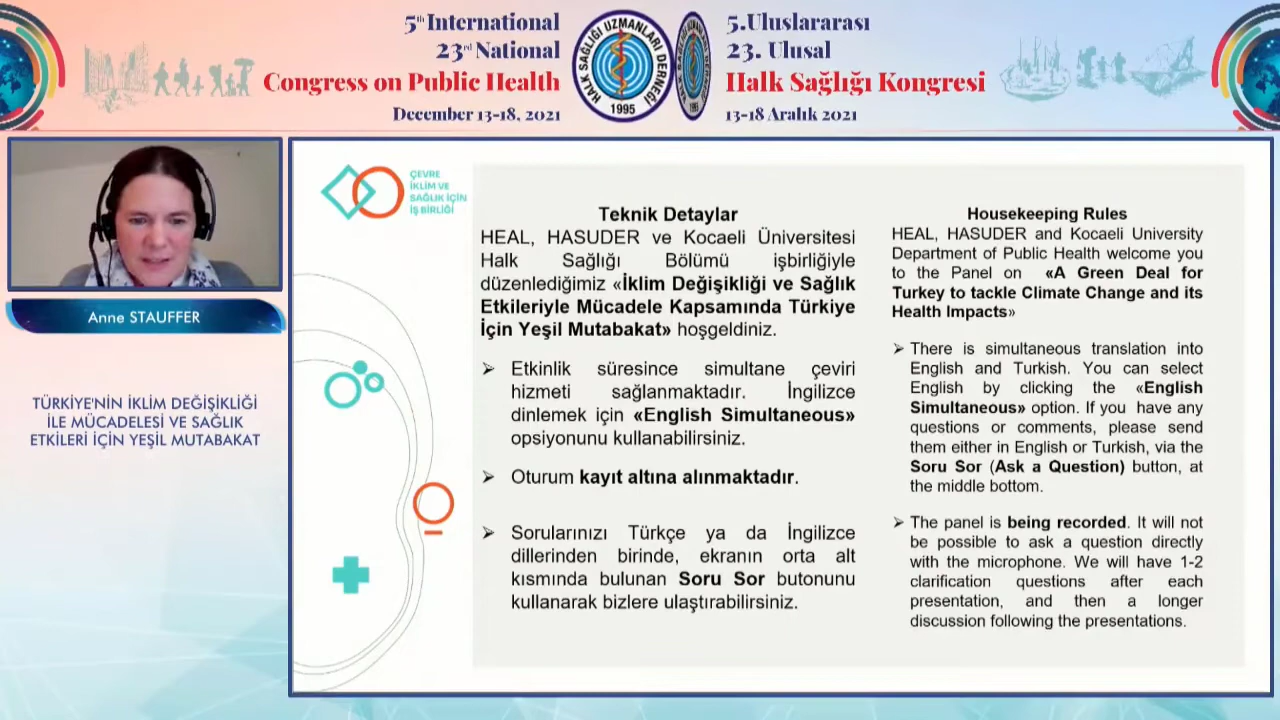 5th International
23rd National
Congress on Public Health
December 13-18, 2021
HALK SAĞLIĞI UZMANLARI DERNEĞİ
1995
5.Uluslararası
23. Ulusal
Halk Sağlığı Kongresi
13-18 Aralık 2021
Anne STAUFFER
TÜRKİYE'NİN İKLİM DEĞİŞİKLİĞİ
İLE MÜCADELESİ VE SAĞLIK
ETKİLERİ İÇİN YEŞİL MUTABAKAT
ÇEVRE
İKLİM VE
SAĞLIK İÇİN
İŞ BİRLİĞİ
Teknik Detaylar
HEAL, HASUDER ve Kocaeli Üniversitesi
Halk Sağlığı Bölümü işbirliğiyle
düzenlediğimiz «İklim Değişikliği ve Sağlık
Etkileriyle Mücadele Kapsamında Türkiye
İçin Yeşil Mutabakat» hoşgeldiniz.
➢ Etkinlik süresince simultane çeviri
hizmeti sağlanmaktadır. İngilizce
dinlemek için «English Simultaneous»
opsiyonunu kullanabilirsiniz.
➢ Oturum kayıt altına alınmaktadır.
➢ Sorularınızı Türkçe ya da İngilizce
dillerinden birinde, ekranın orta alt
kısmında bulunan Soru Sor butonunu
kullanarak bizlere ulaştırabilirsiniz.
Housekeeping Rules
HEAL, HASUDER and Kocaeli University
Department of Public Health welcome you
to the Panel on «A Green Deal for
Turkey to tackle Climate Change and its
Health Impacts»
➢ There is simultaneous translation into
English and Turkish. You can select
English by clicking the «English
Simultaneous» option. If you have any
questions or comments, please send
them either in English or Turkish, via the
Soru Sor (Ask a Question) button, at
the middle bottom.
➢ The panel is being recorded. It will not
be possible to ask a question directly
with the microphone. We will have 1-2
clarification questions after each
presentation, and then a longer
discussion following the presentations.